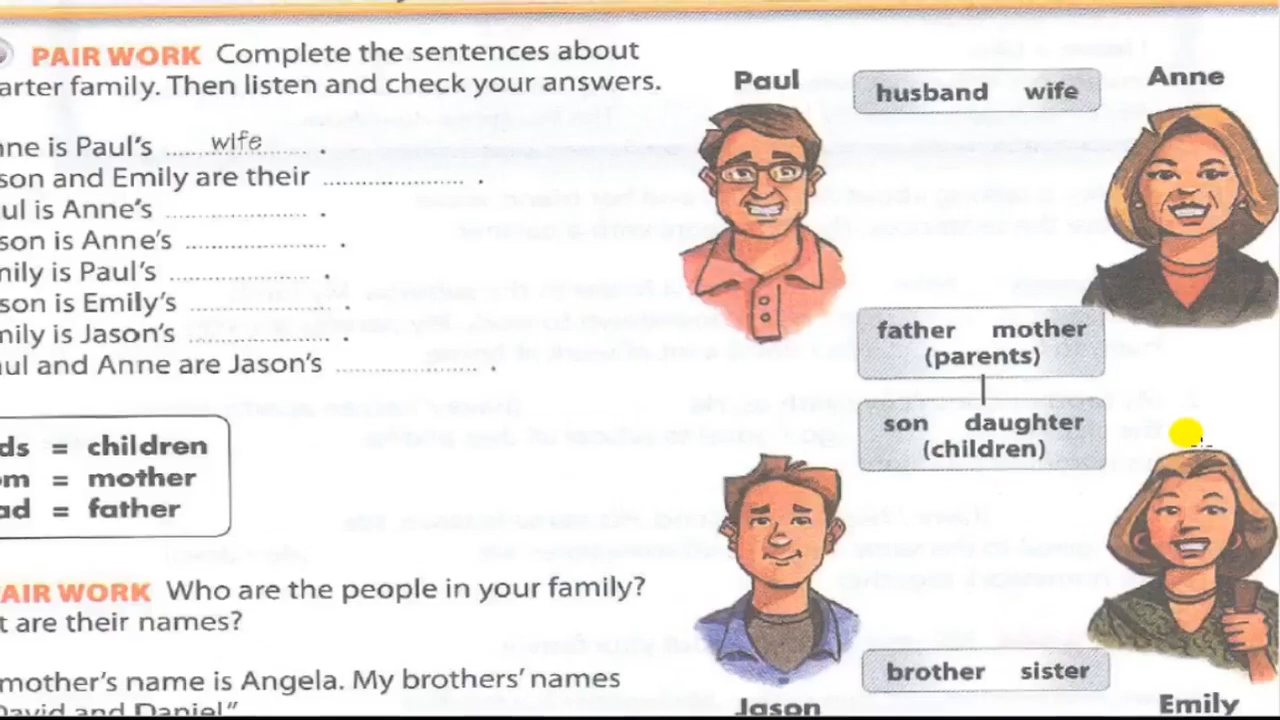 PAIR WORK Complete the sentences about
arter family. Then listen and check your answers.
nne is Paul's wife .
son and Emily are their .
ul is Anne's .
son is Anne's .
mily is Paul's .
son is Emily's .
mily is Jason's .
ul and Anne are Jason's .
ds = children
om = mother
ad = father
AIR WORK Who are the people in your family?
t are their names?
mother's name is Angela. My brothers' names
David and Daniel."
Paul
husband wife
Anne
father mother
(parents)
son daughter
(children)
brother sister
Jason
Emily